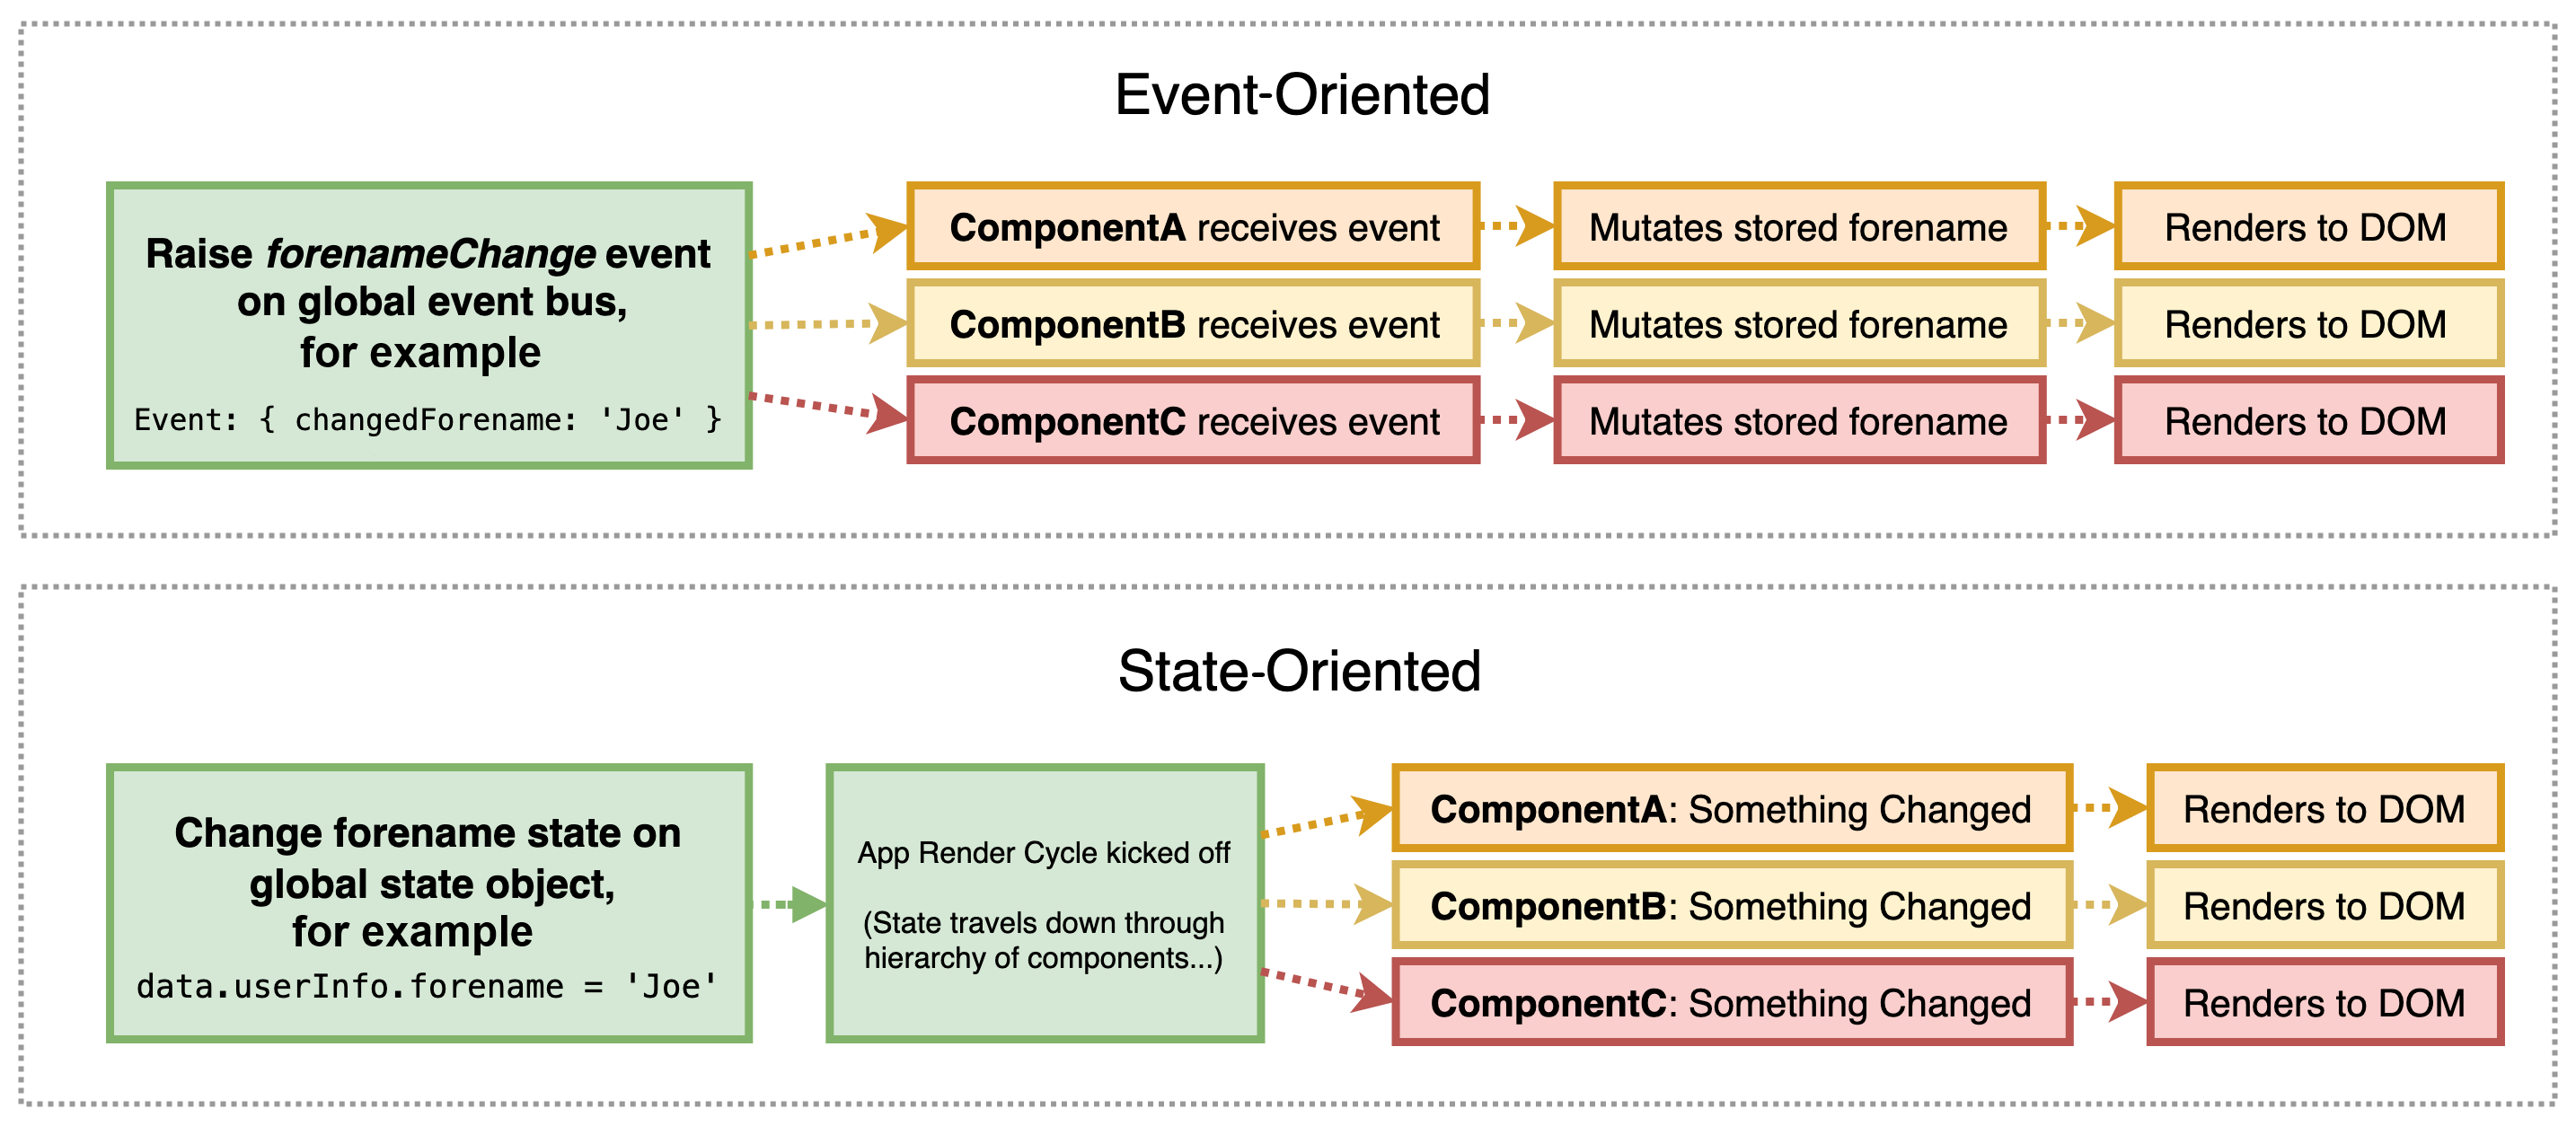 Event-Oriented
Raise forenameChange event
on global event bus,
for example
Event: { changedForename: 'Joe' }
ComponentA receives event
Mutates stored forename
Renders to DOM
ComponentB receives event
Mutates stored forename
Renders to DOM
ComponentC receives event
Mutates stored forename
Renders to DOM
State-Oriented
Change forename state on
global state object,
for example
data.userInfo.forename = 'Joe'
App Render Cycle kicked off
(State travels down through
hierarchy of components...)
ComponentA: Something Changed
Renders to DOM
ComponentB: Something Changed
Renders to DOM
ComponentC: Something Changed
Renders to DOM